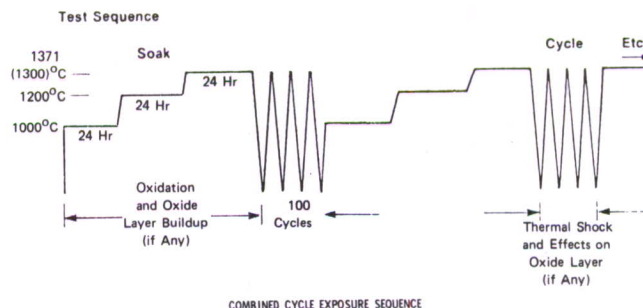 Test Sequence
1371
(1300)°C
1200°C
1000°C
Soak
24 Hr
24 Hr
24 Hr
Cycle
Etc
Oxidation
and Oxide
Layer Buildup
(if Any)
100
Cycles
Thermal Shock
and Effects on
Oxide Layer
(if Any)
COMBINED CYCLE EXPOSURE SEQUENCE